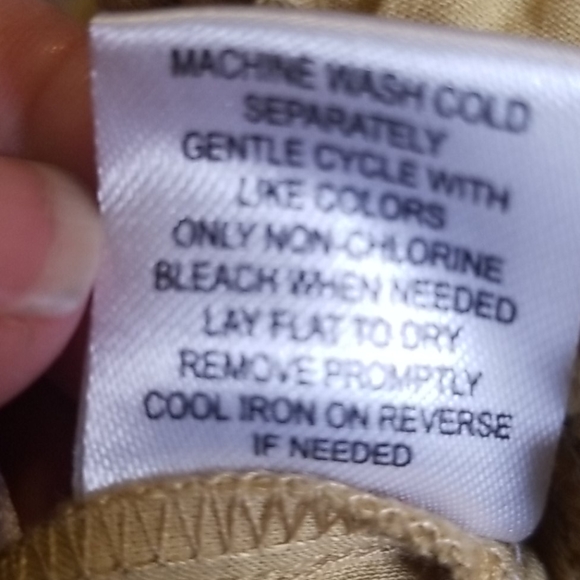 MACHINE WASH COLD
SEPARATELY
GENTLE CYCLE WITH
LIKE COLORS
ONLY NON-CHLORINE
BLEACH WHEN NEEDED
LAY FLAT TO DRY
REMOVE PROMPTLY
COOL IRON ON REVERSE
IF NEEDED